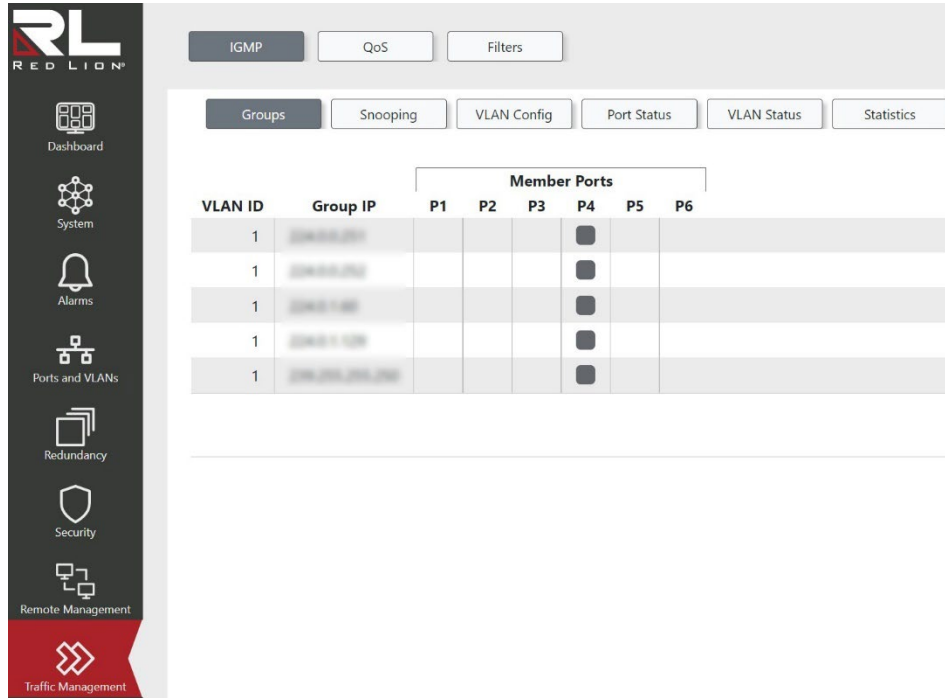 RL
RED LION®
IGMP QoS Filters
Groups Snooping VLAN Config Port Status VLAN Status Statistics
Dashboard
System
Alarms
Ports and VLANs
Redundancy
Security
Remote Management
Traffic Management
Member Ports
VLAN ID Group IP P1 P2 P3 P4 P5 P6
1
1
1
1
1